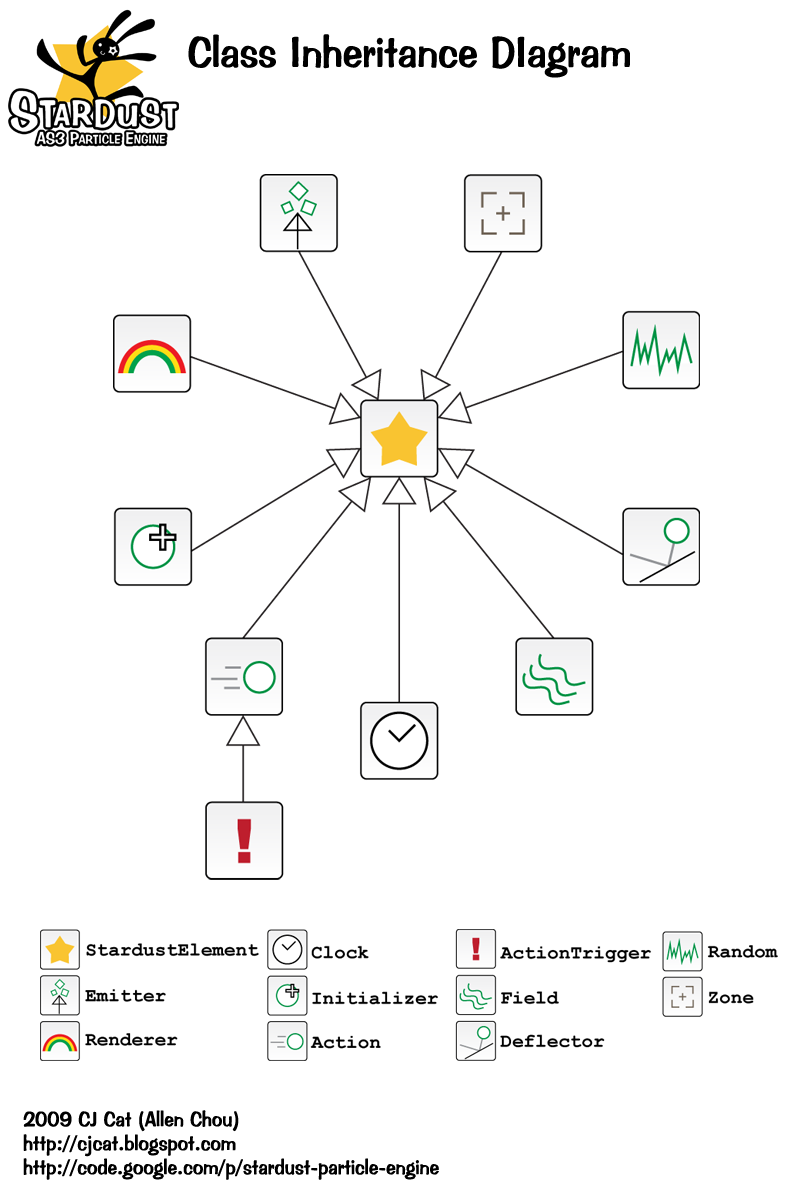 Class Inheritance DIagram
STARDUST
AS3 PARTICLE ENGINE
StardustElement
Clock
ActionTrigger
Random
Emitter
Initializer
Field
Zone
Renderer
Action
Deflector
2009 CJ Cat (Allen Chou)
http://cjcat.blogspot.com
http://code.google.com/p/stardust-particle-engine